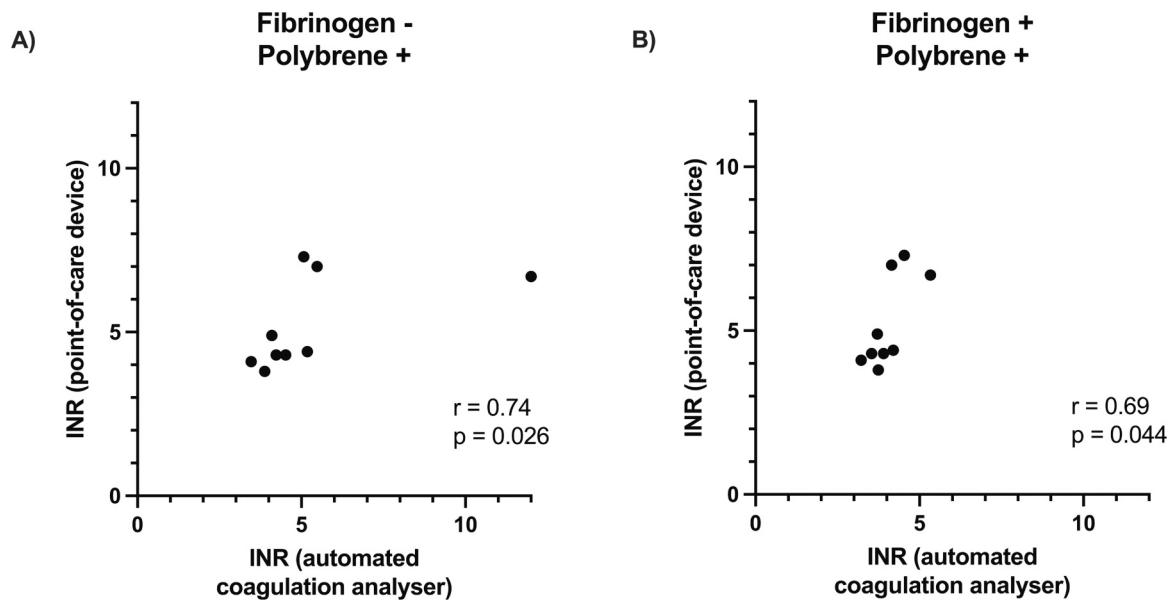 A)
Fibrinogen -
Polybrene +
INR (point-of-care device)
10
5
0
r = 0.74
p = 0.026
0
5
10
INR (automated
coagulation analyser)
B)
Fibrinogen +
Polybrene +
INR (point-of-care device)
10
5
0
r = 0.69
p = 0.044
0
5
10
INR (automated
coagulation analyser)